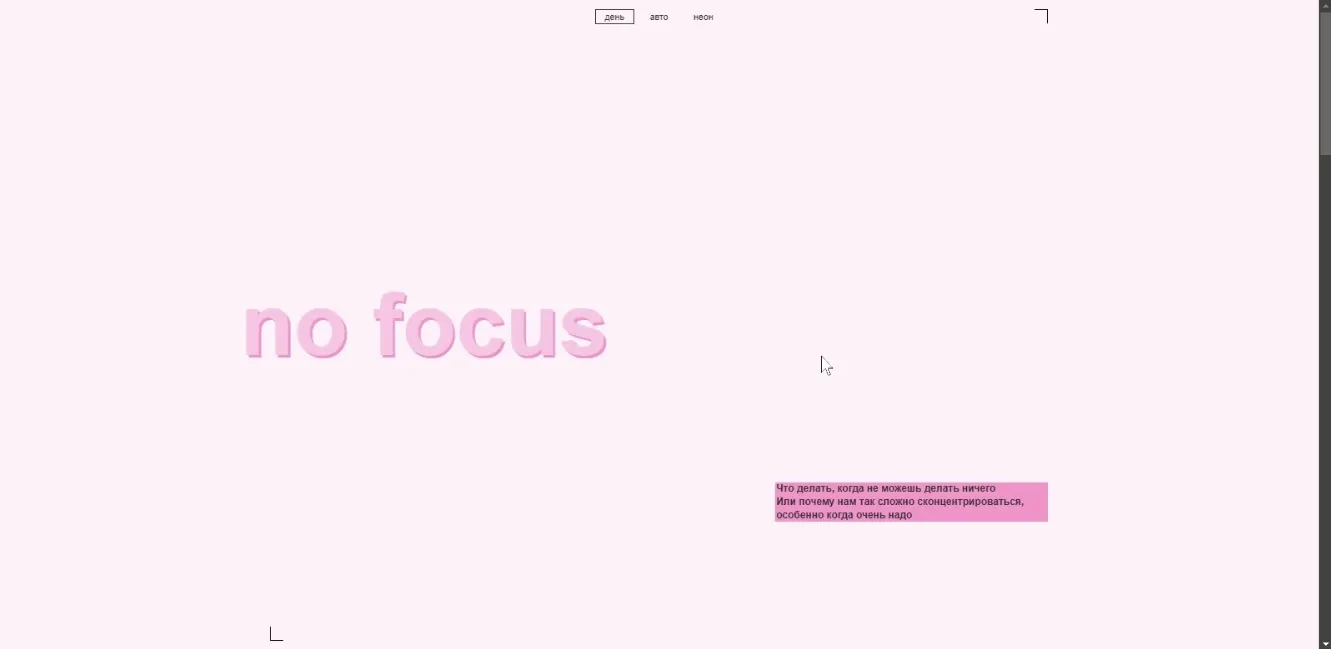 день авто неон
no focus
Что делать, когда не можешь делать ничего
Или почему нам так сложно сконцентрироваться,
особенно когда очень надо